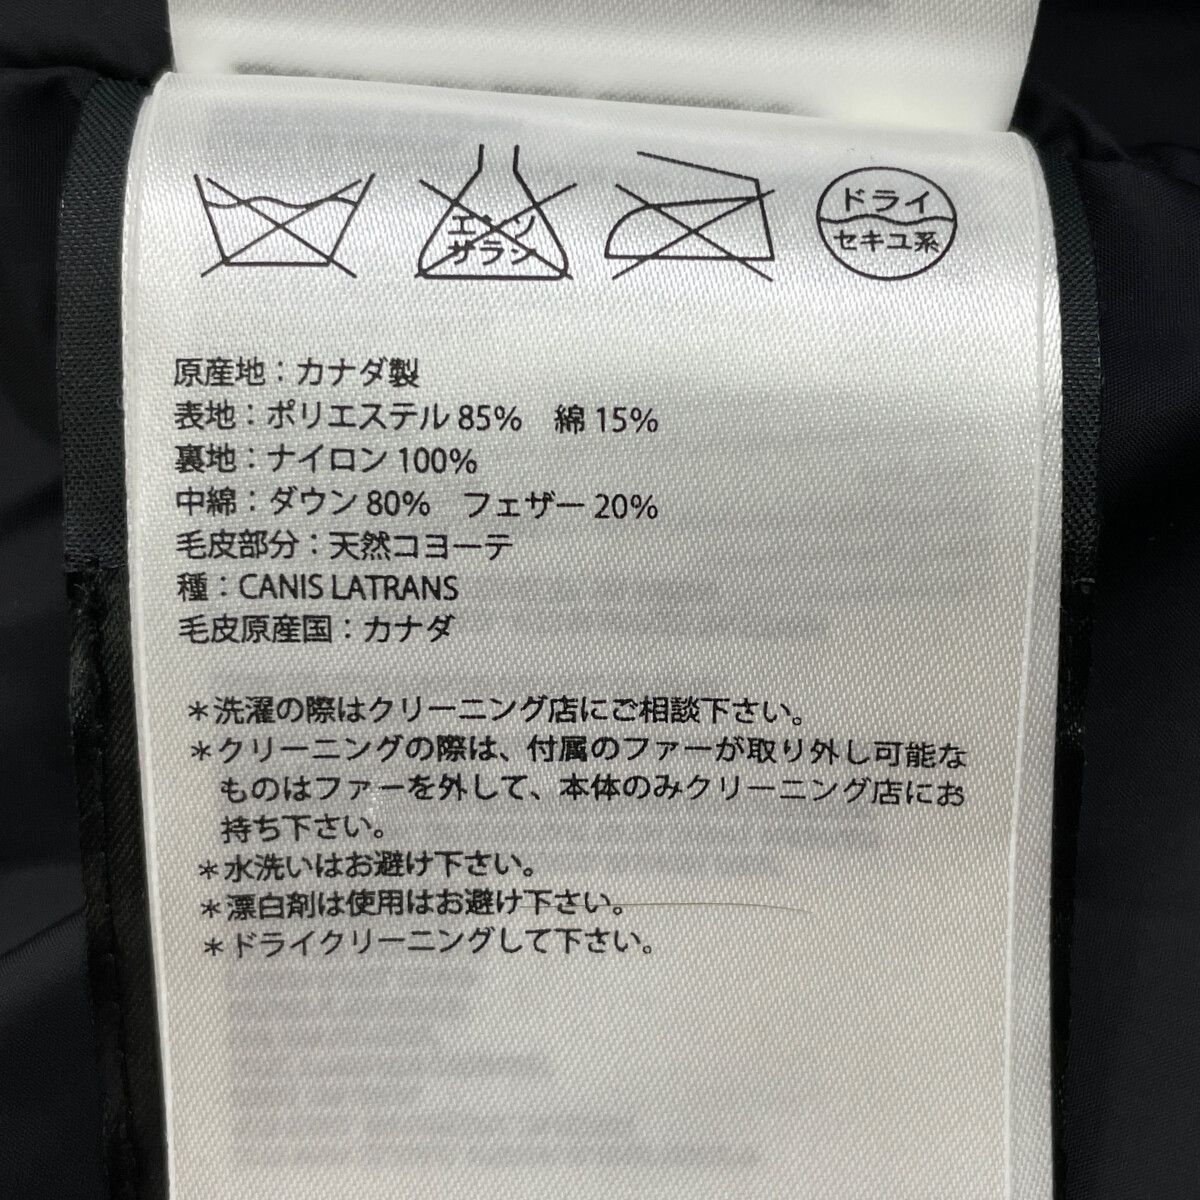 エンソ
サラシ
ドライ
セキユ系
原産地：カナダ製
表地：ポリエステル 85%　綿 15%
裏地：ナイロン 100%
中綿：ダウン 80%　フェザー 20%
毛皮部分：天然コヨーテ
種：CANIS LATRANS
毛皮原産国：カナダ
＊洗濯の際はクリーニング店にご相談下さい。
＊クリーニングの際は、付属のファーが取り外し可能な
ものはファーを外して、本体のみクリーニング店にお
持ち下さい。
＊水洗いはお避け下さい。
＊漂白剤は使用はお避け下さい。
＊ドライクリーニングして下さい。